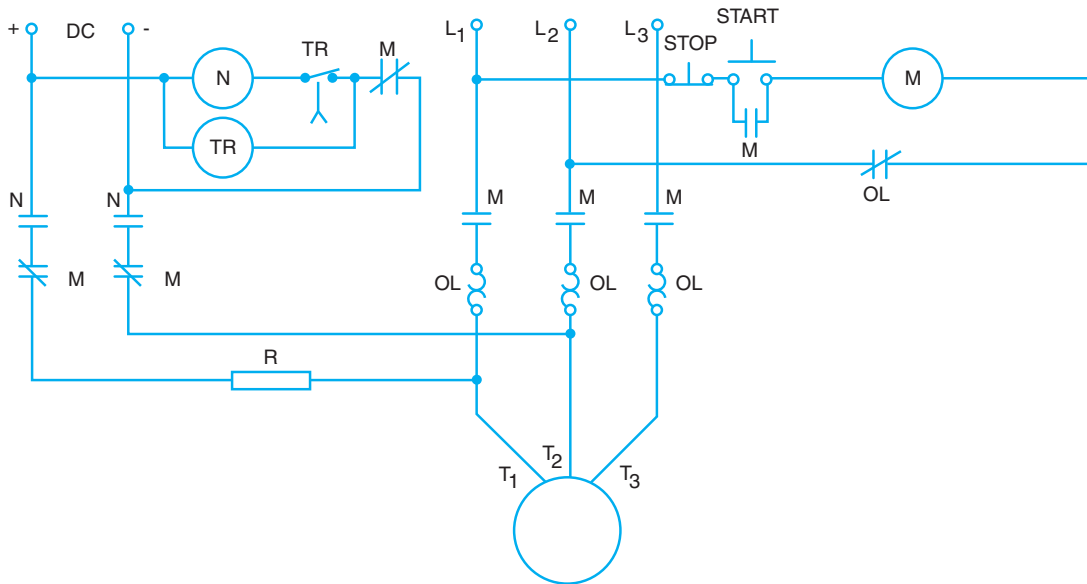 + DC - L1 L2 L3 START
STOP
TR M
N M
TR
M
OL
N N M M M
M M
OL OL OL
R
T1 T2 T3